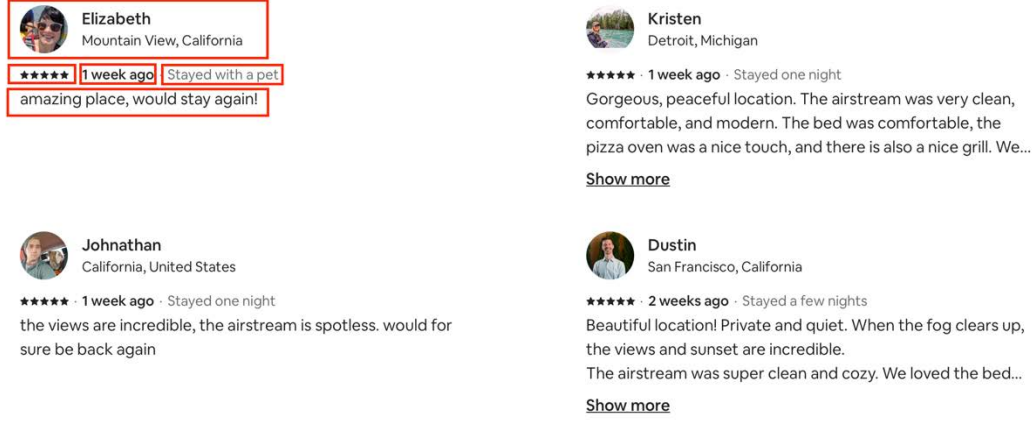 Elizabeth
Mountain View, California
★★★★★ · 1 week ago · Stayed with a pet
amazing place, would stay again!
Kristen
Detroit, Michigan
★★★★★ · 1 week ago · Stayed one night
Gorgeous, peaceful location. The airstream was very clean,
comfortable, and modern. The bed was comfortable, the
pizza oven was a nice touch, and there is also a nice grill. We...
Show more
Johnathan
California, United States
★★★★★ · 1 week ago · Stayed one night
the views are incredible, the airstream is spotless. would for
sure be back again
Dustin
San Francisco, California
★★★★★ · 2 weeks ago · Stayed a few nights
Beautiful location! Private and quiet. When the fog clears up,
the views and sunset are incredible.
The airstream was super clean and cozy. We loved the bed...
Show more